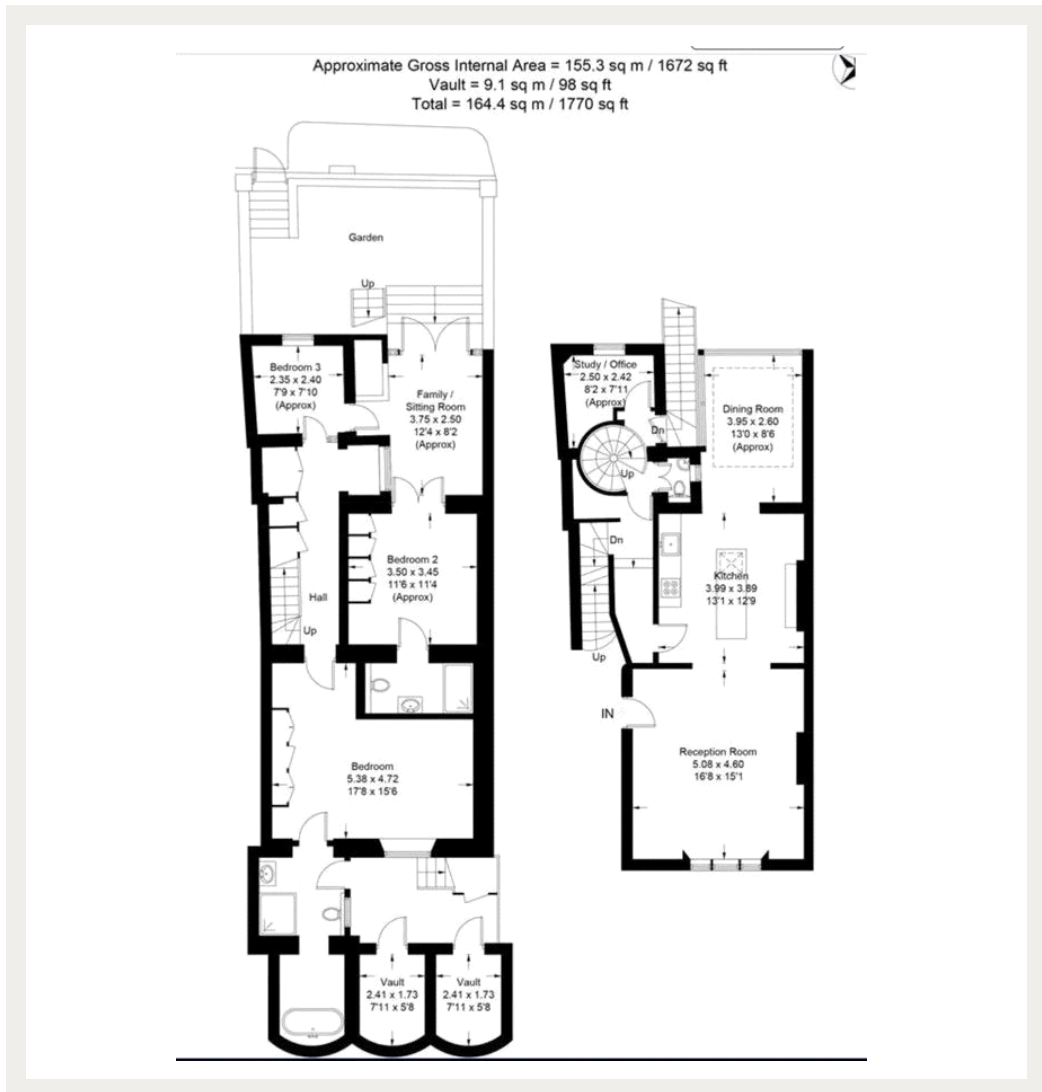 Approximate Gross Internal Area = 155.3 sq m / 1672 sq ft
Vault = 9.1 sq m / 98 sq ft
Total = 164.4 sq m / 1770 sq ft
Garden
Up
Bedroom 3
2.35 x 2.40
7'9 x 7'10
(Approx)
Family /
Sitting Room
3.75 x 2.50
12'4 x 8'2
(Approx)
Bedroom 2
3.50 x 3.45
11'6 x 11'4
(Approx)
Hall
Up
Bedroom
5.38 x 4.72
17'8 x 15'6
Vault
2.41 x 1.73
7'11 x 5'8
Vault
2.41 x 1.73
7'11 x 5'8
Study / Office
2.50 x 2.42
8'2 x 7'11
(Approx)
Dn
Up
Dining Room
3.95 x 2.60
13'0 x 8'6
(Approx)
Dn
Kitchen
3.99 x 3.89
13'1 x 12'9
Up
IN
Reception Room
5.08 x 4.60
16'8 x 15'1